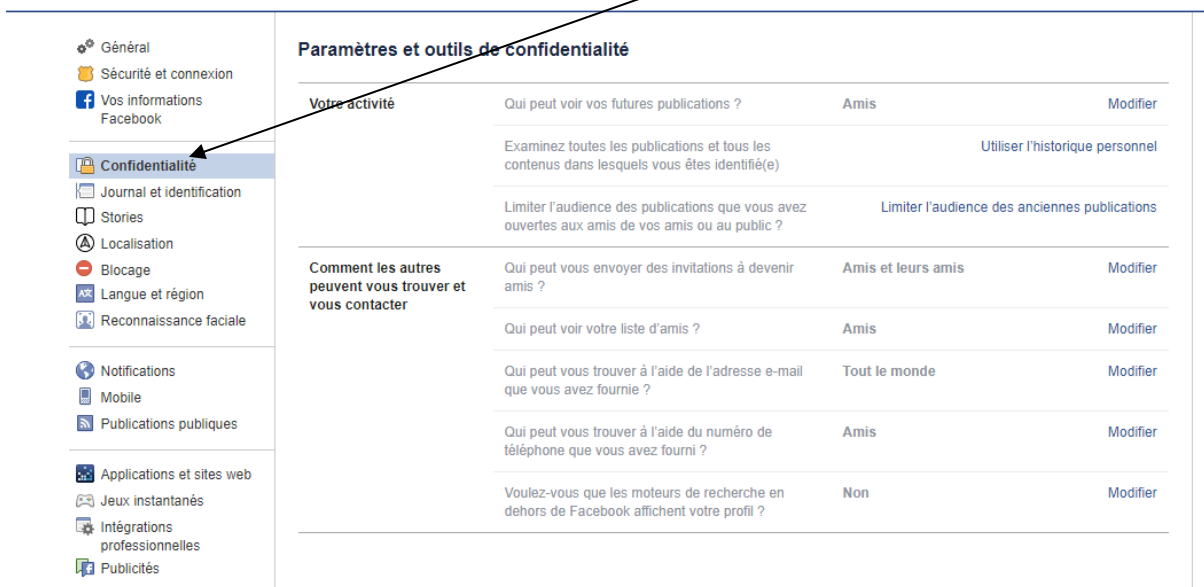 Général
Sécurité et connexion
Vos informations
Facebook
Confidentialité
Journal et identification
Stories
Localisation
Blocage
Langue et région
Reconnaissance faciale
Notifications
Mobile
Publications publiques
Applications et sites web
Jeux instantanés
Intégrations
professionnelles
Publicités
Paramètres et outils de confidentialité
Votre activité
Qui peut voir vos futures publications ?
Amis
Modifier
Examinez toutes les publications et tous les
contenus dans lesquels vous êtes identifié(e)
Utiliser l'historique personnel
Limiter l'audience des publications que vous avez
ouvertes aux amis de vos amis ou au public ?
Limiter l'audience des anciennes publications
Comment les autres
peuvent vous trouver et
vous contacter
Qui peut vous envoyer des invitations à devenir
amis ?
Amis et leurs amis
Modifier
Qui peut voir votre liste d'amis ?
Amis
Modifier
Qui peut vous trouver à l'aide de l'adresse e-mail
que vous avez fournie ?
Tout le monde
Modifier
Qui peut vous trouver à l'aide du numéro de
téléphone que vous avez fourni ?
Amis
Modifier
Voulez-vous que les moteurs de recherche en
dehors de Facebook affichent votre profil ?
Non
Modifier